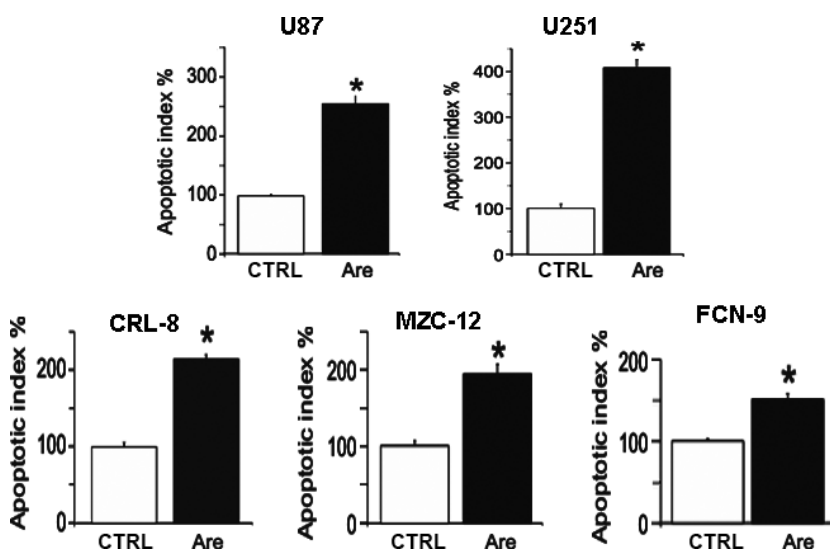 U87
Apoptotic index %
300
200
100
0
CTRL Are
*
U251
Apoptotic index %
400
300
200
100
0
CTRL Are
*
CRL-8
Apoptotic index %
200
100
0
CTRL Are
*
MZC-12
Apoptotic index %
200
100
0
CTRL Are
*
FCN-9
Apoptotic index %
200
100
0
CTRL Are
*